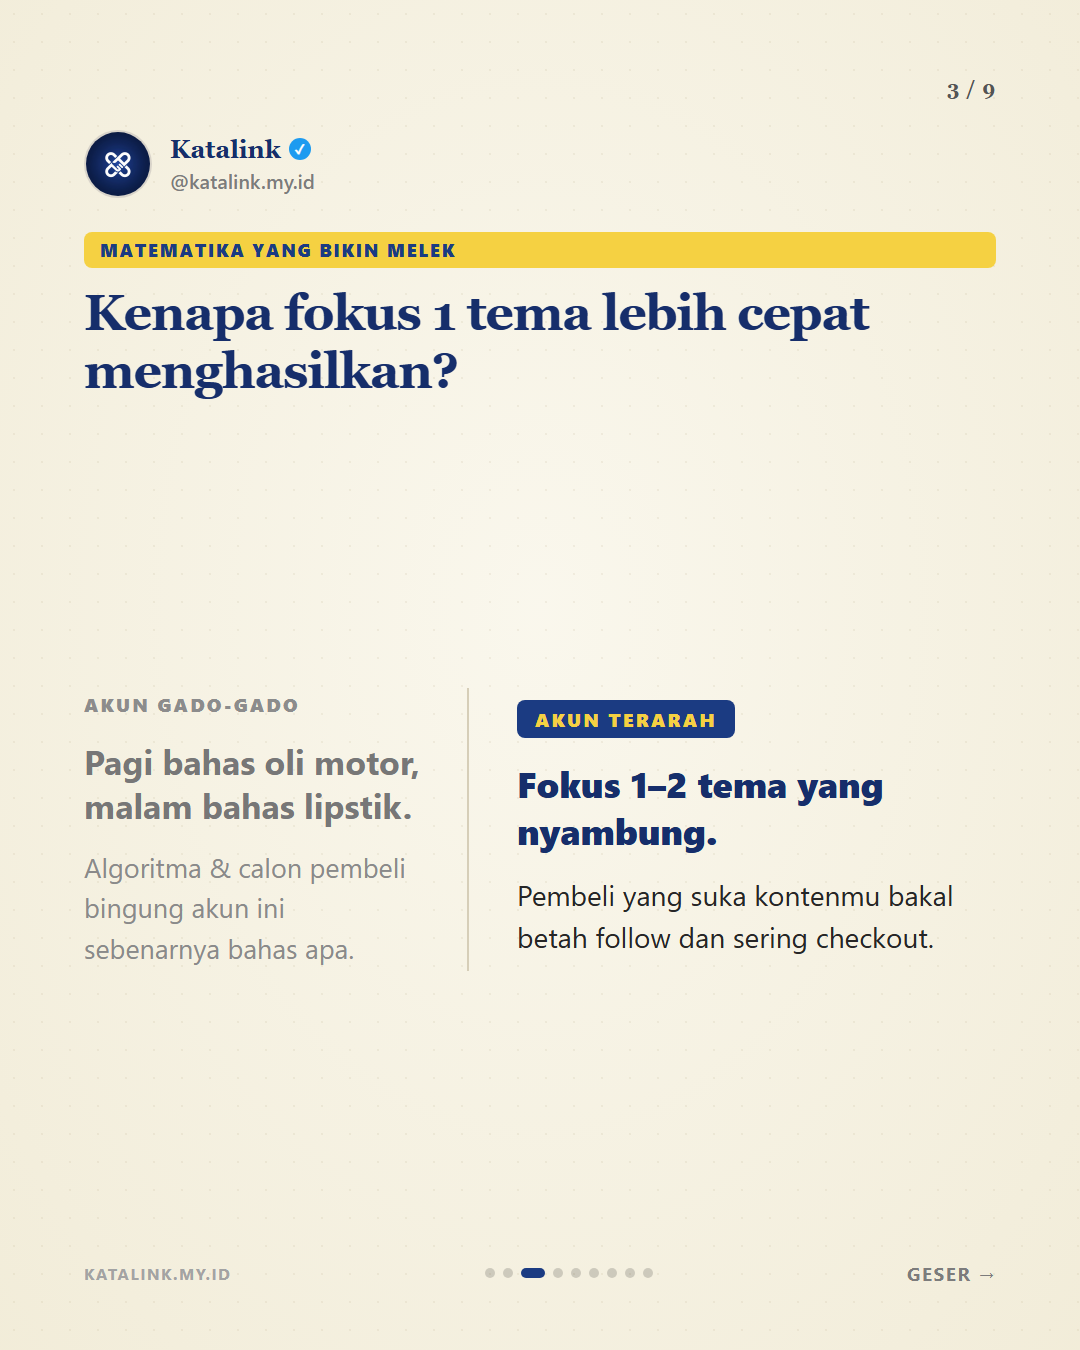 3 / 9
Katalink
@katalink.my.id
MATEMATIKA YANG BIKIN MELEK
Kenapa fokus 1 tema lebih cepat
menghasilkan?
AKUN GADO-GADO
Pagi bahas oli motor,
malam bahas lipstik.
Algoritma & calon pembeli
bingung akun ini
sebenarnya bahas apa.
AKUN TERARAH
Fokus 1–2 tema yang
nyambung.
Pembeli yang suka kontenmu bakal
betah follow dan sering checkout.
KATALINK.MY.ID
GESER →